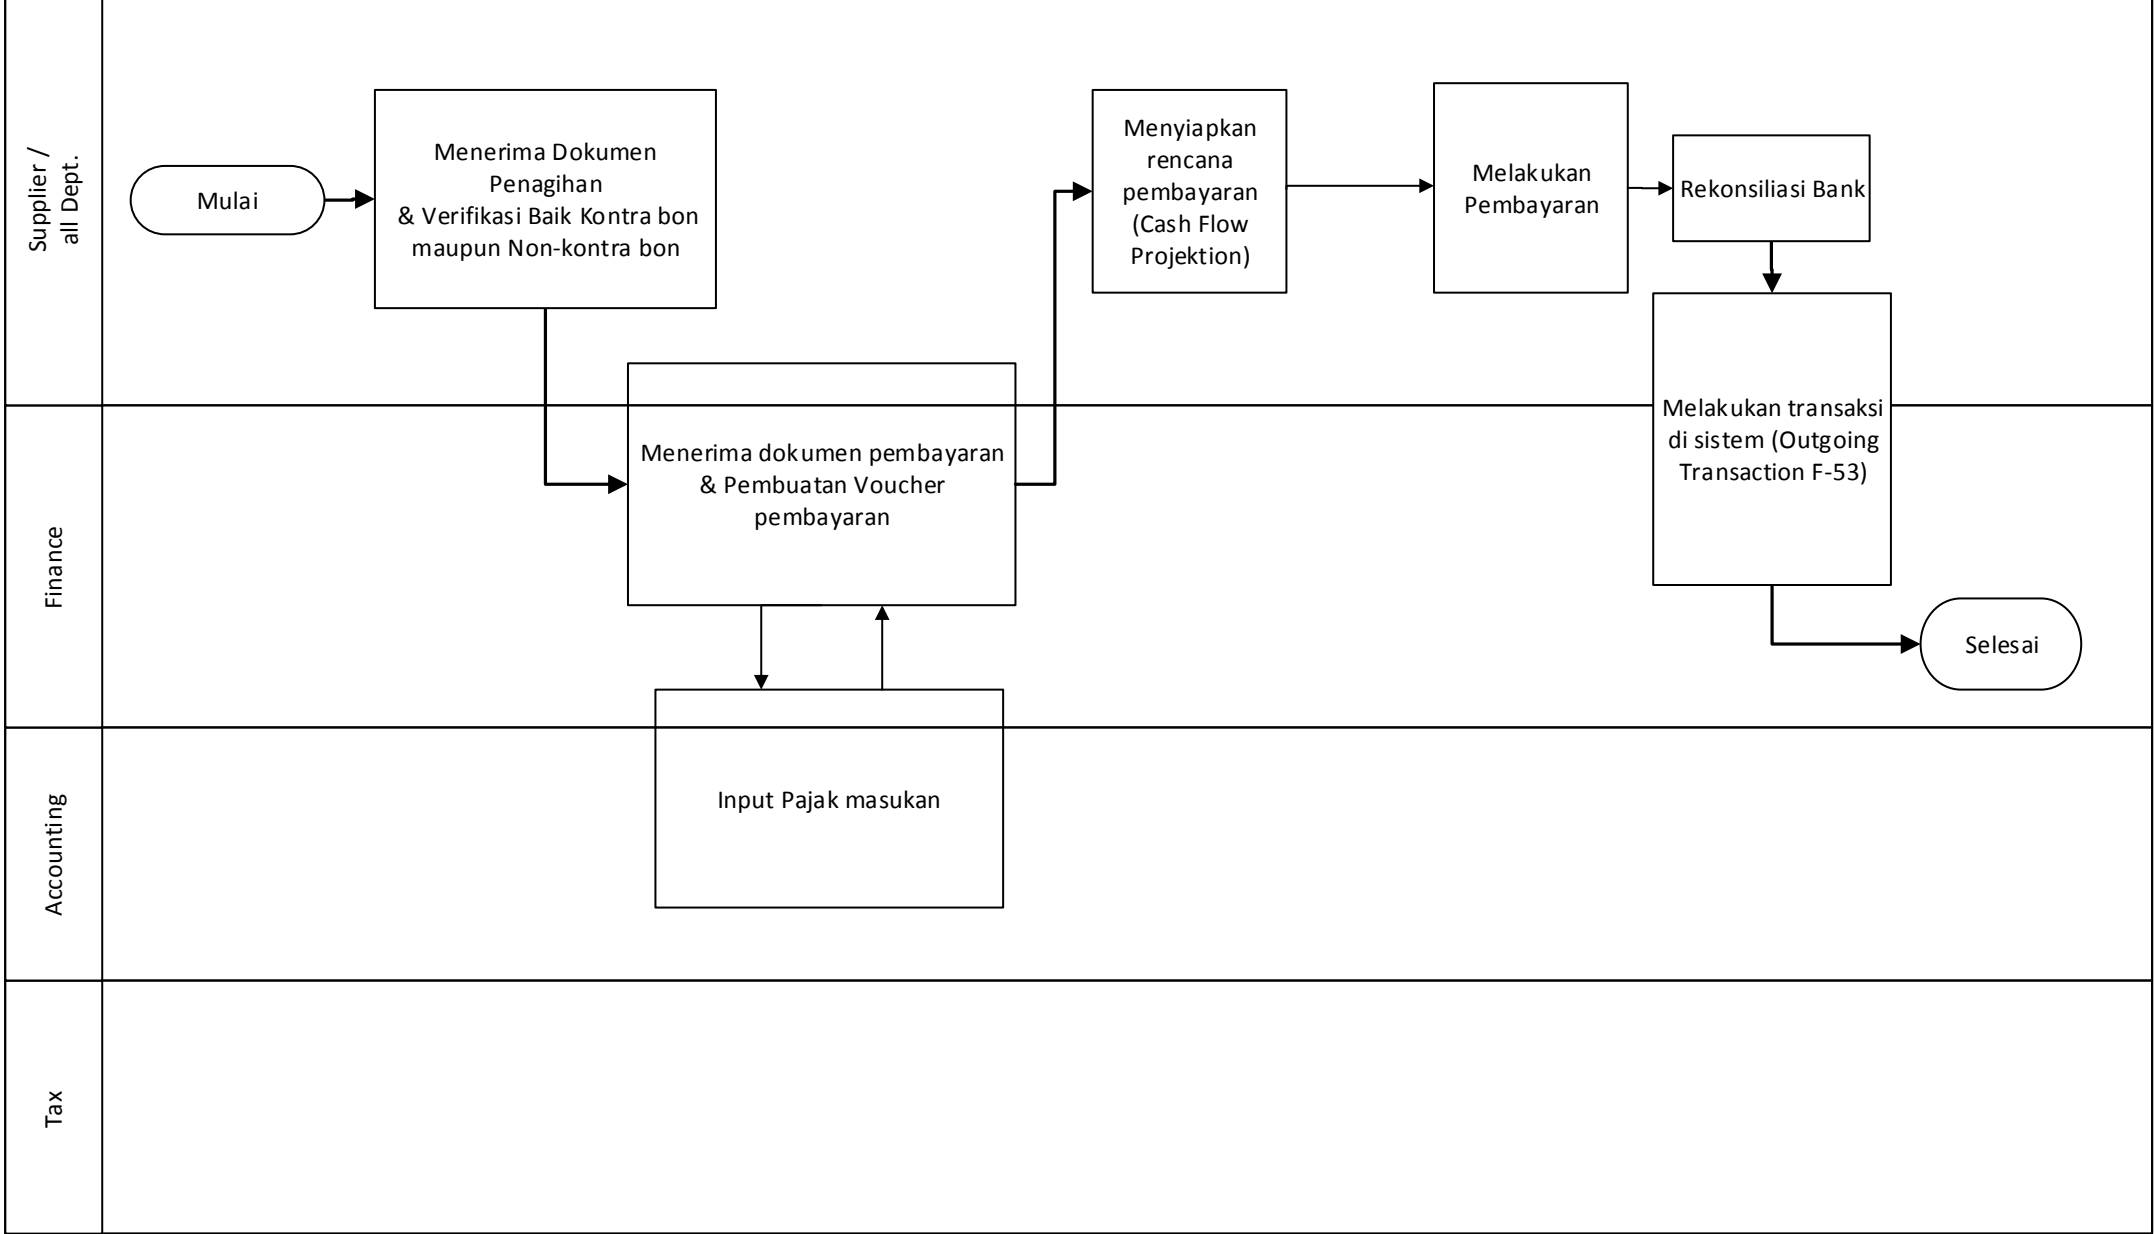 Supplier /
all Dept.
Mulai
Menerima Dokumen
Penagihan
& Verifikasi Baik Kontra bon
maupun Non-kontra bon
Menyiapkan
rencana
pembayaran
(Cash Flow
Projektion)
Melakukan
Pembayaran
Rekonsiliasi Bank
Finance
Menerima dokumen pembayaran
& Pembuatan Voucher
pembayaran
Melakukan transaksi
di sistem (Outgoing
Transaction F-53)
Selesai
Accounting
Input Pajak masukan
Tax